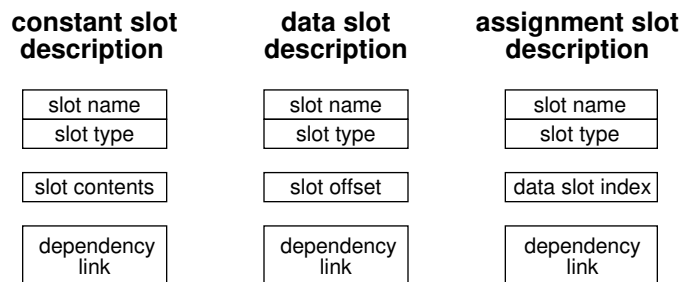 constant slot
description
data slot
description
assignment slot
description
slot name
slot name
slot name
slot type
slot type
slot type
slot contents
slot offset
data slot index
dependency
link
dependency
link
dependency
link